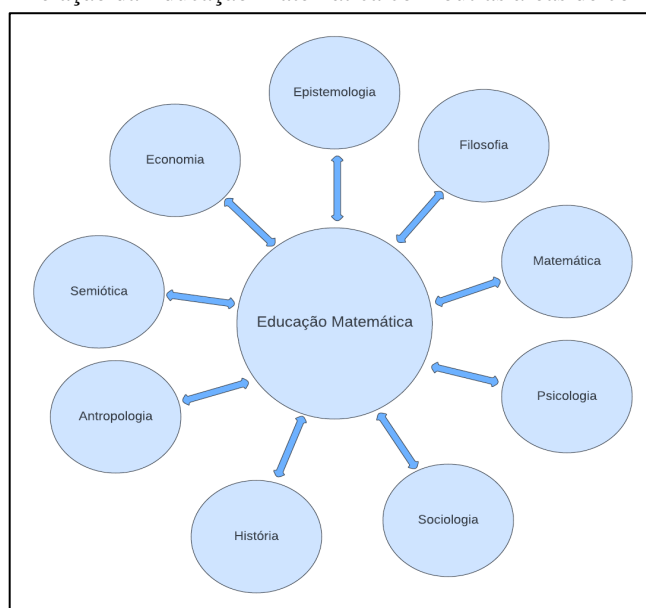 Epistemologia
Filosofia
Economia
Matemática
Semiótica
Educação Matemática
Psicologia
Antropologia
Sociologia
História